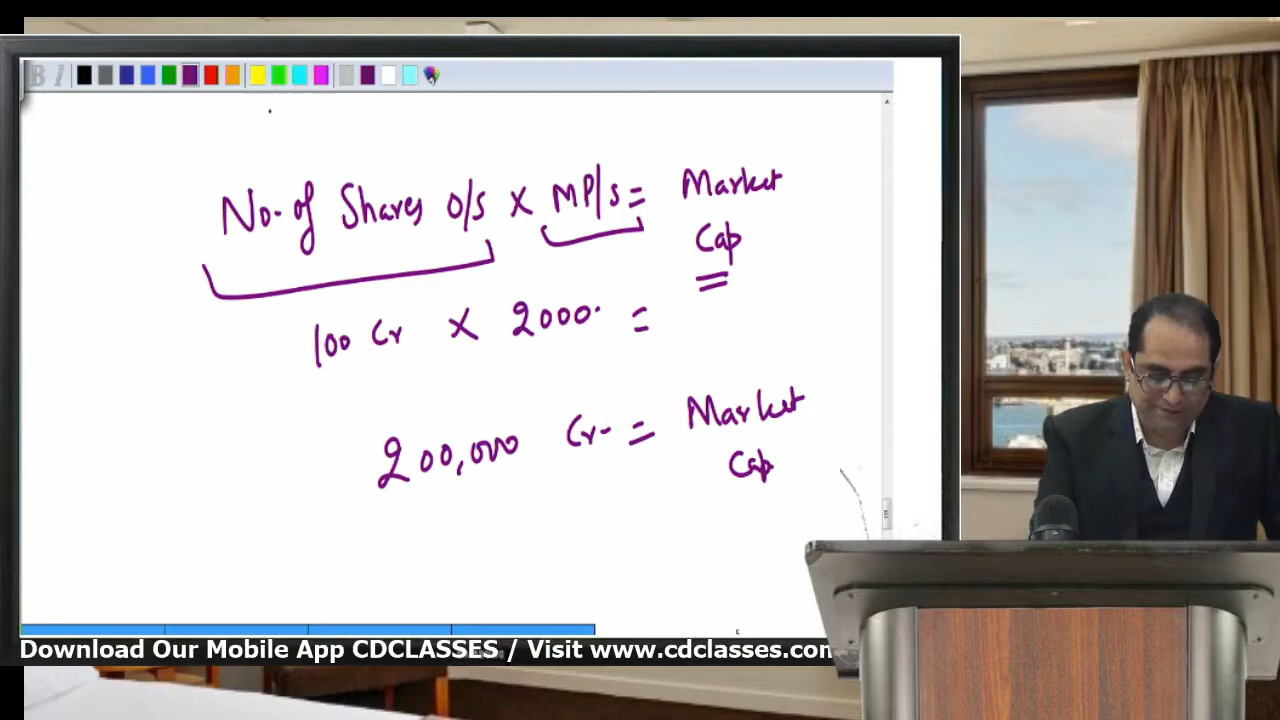 B I
No. of Shares O/S X MP/S = Market
Cap
100 Cr X 2000 =
200,000 Cr = Market
Cap
Download Our Mobile App CDCLASSES / Visit www.cdclasses.com